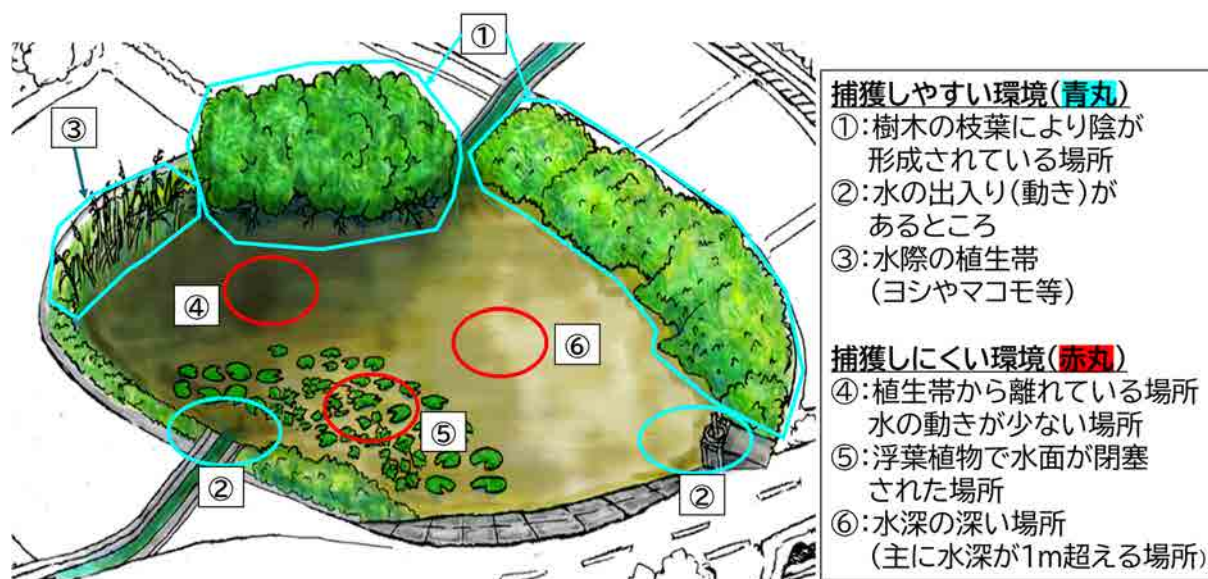 ①
③
④
⑥
⑤
②
②
捕獲しやすい環境(青丸)
①:樹木の枝葉により陰が
形成されている場所
②:水の出入り(動き)が
あるところ
③:水際の植生帯
(ヨシやマコモ等)
捕獲しにくい環境(赤丸)
④:植生帯から離れている場所
水の動きが少ない場所
⑤:浮葉植物で水面が閉塞
された場所
⑥:水深の深い場所
(主に水深が1m超える場所)